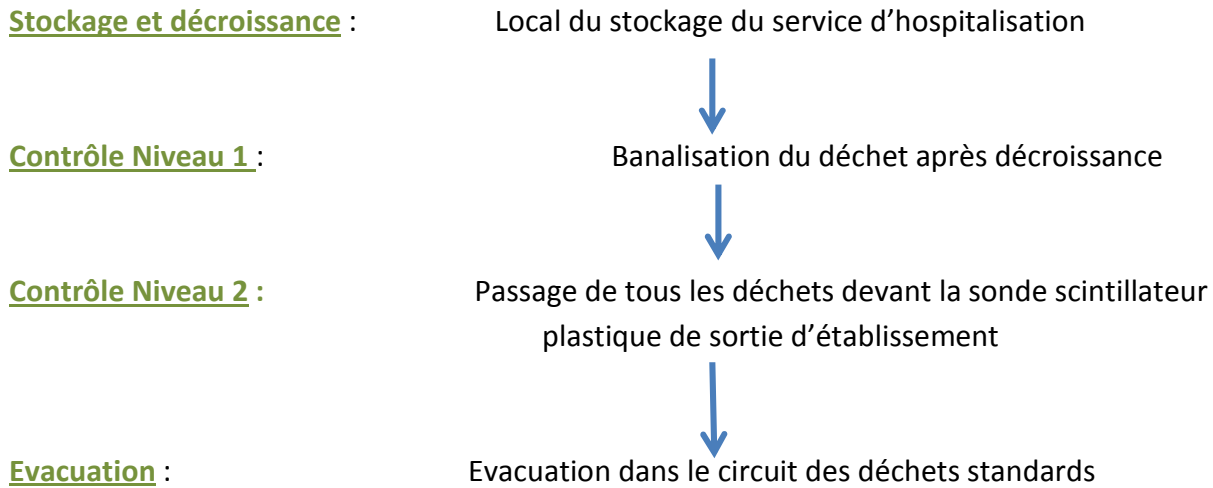 Stockage et décroissance : Local du stockage du service d’hospitalisation
Contrôle Niveau 1 : Banalisation du déchet après décroissance
Contrôle Niveau 2 : Passage de tous les déchets devant la sonde scintillateur
plastique de sortie d’établissement
Evacuation : Evacuation dans le circuit des déchets standards